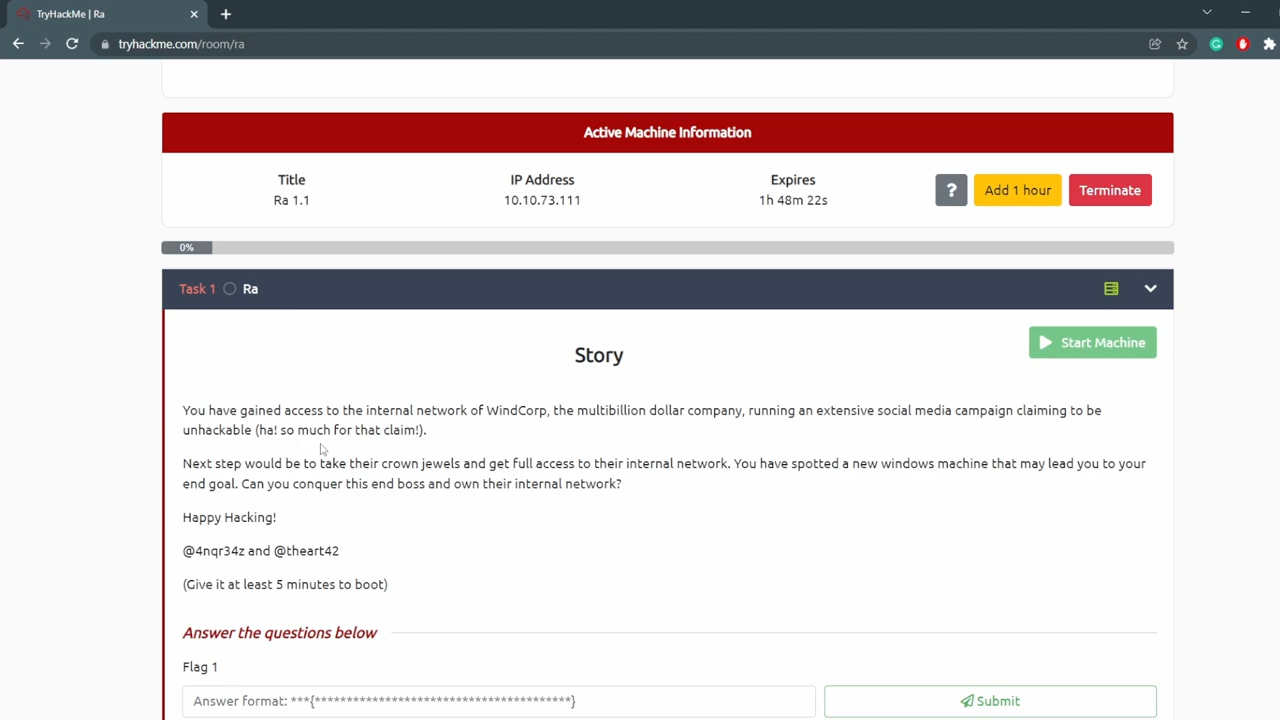 TryHackMe | Ra
tryhackme.com/room/ra
Active Machine Information
Title
IP Address
Expires
Ra 1.1
10.10.73.111
1h 48m 22s
?
Add 1 hour
Terminate
0%
Task 1
Ra
Start Machine
Story
You have gained access to the internal network of WindCorp, the multibillion dollar company, running an extensive social media campaign claiming to be
unhackable (ha! so much for that claim!).
Next step would be to take their crown jewels and get full access to their internal network. You have spotted a new windows machine that may lead you to your
end goal. Can you conquer this end boss and own their internal network?
Happy Hacking!
@4nqr34z and @theart42
(Give it at least 5 minutes to boot)
Answer the questions below
Flag 1
Answer format: ***{****************************************}
Submit